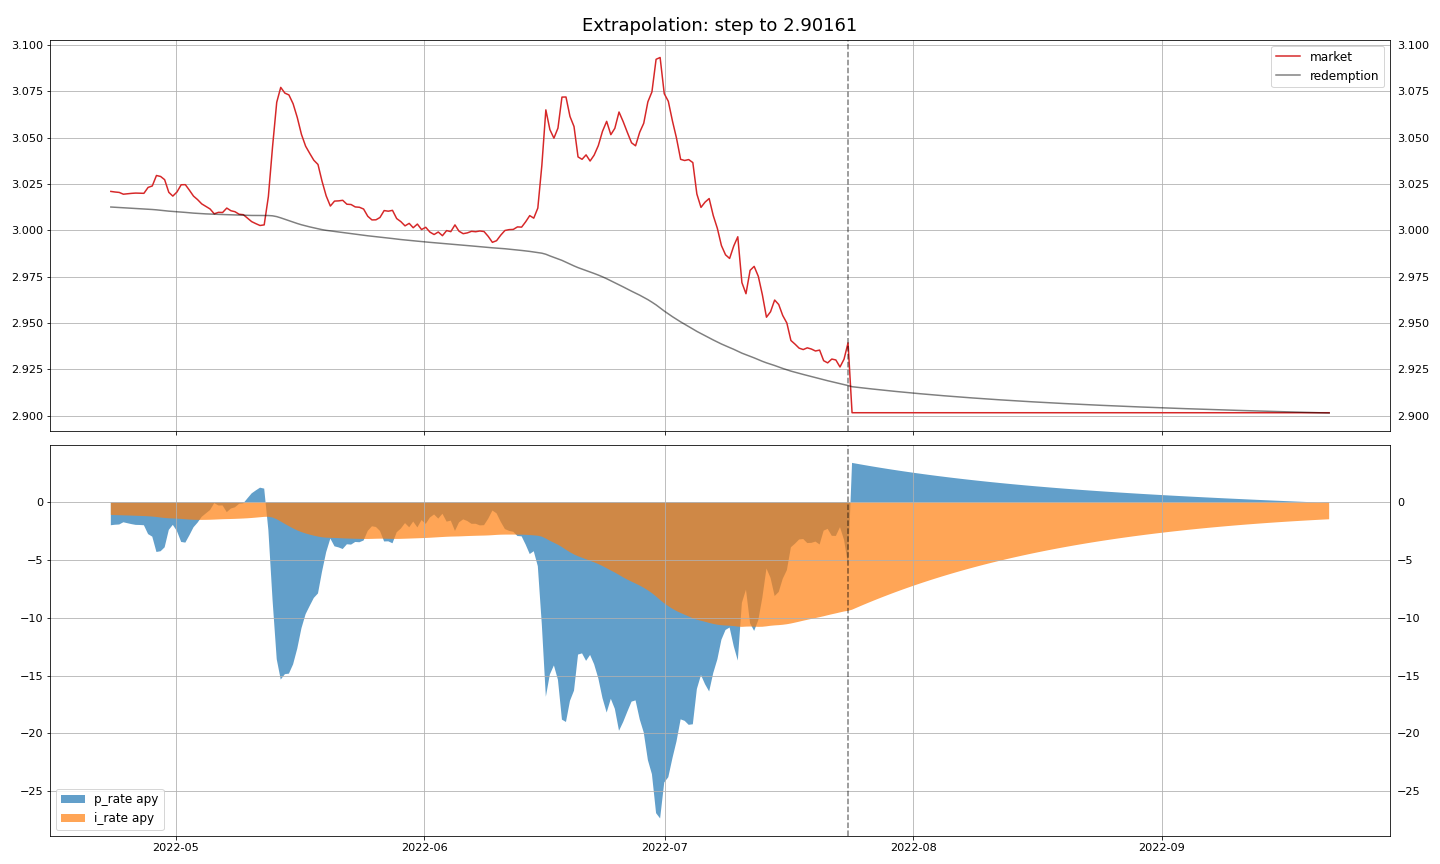 Extrapolation: step to 2.90161
3.100 3.100
3.075 3.075
3.050 3.050
3.025 3.025
3.000 3.000
2.975 2.975
2.950 2.950
2.925 2.925
2.900 2.900
market
redemption
0 0
−5 −5
−10 −10
−15 −15
−20 −20
−25 −25
p_rate apy
i_rate apy
2022-05 2022-06 2022-07 2022-08 2022-09